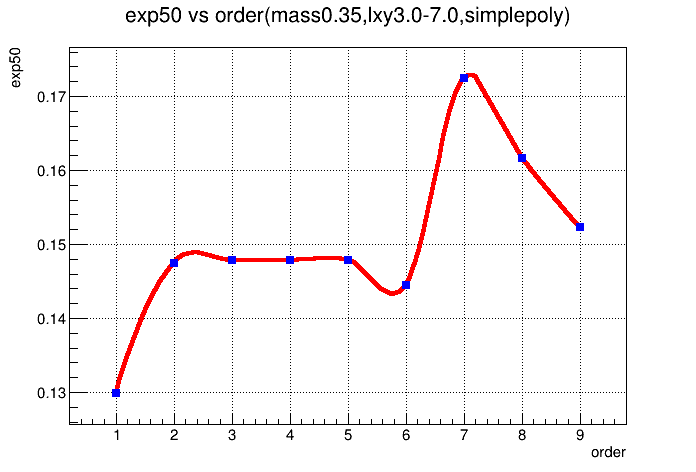 exp50 vs order(mass0.35,lxy3.0-7.0,simplepoly)
exp50
0.17
0.16
0.15
0.14
0.13
1 2 3 4 5 6 7 8 9
order